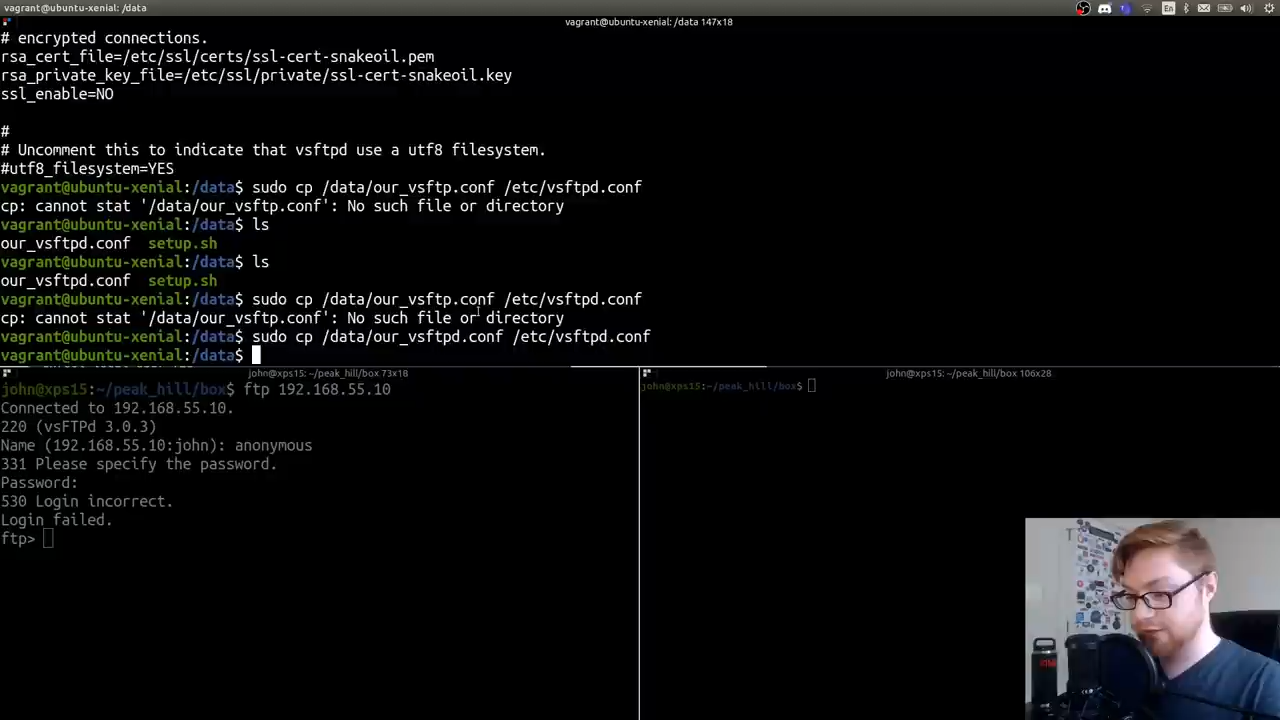 vagrant@ubuntu-xenial: /data
En
vagrant@ubuntu-xenial: /data 147x18
# encrypted connections.
rsa_cert_file=/etc/ssl/certs/ssl-cert-snakeoil.pem
rsa_private_key_file=/etc/ssl/private/ssl-cert-snakeoil.key
ssl_enable=NO
#
# Uncomment this to indicate that vsftpd use a utf8 filesystem.
#utf8_filesystem=YES
vagrant@ubuntu-xenial:/data$ sudo cp /data/our_vsftp.conf /etc/vsftpd.conf
cp: cannot stat '/data/our_vsftp.conf': No such file or directory
vagrant@ubuntu-xenial:/data$ ls
our_vsftpd.conf  setup.sh
vagrant@ubuntu-xenial:/data$ ls
our_vsftpd.conf  setup.sh
vagrant@ubuntu-xenial:/data$ sudo cp /data/our_vsftp.conf /etc/vsftpd.conf
cp: cannot stat '/data/our_vsftp.conf': No such file or directory
vagrant@ubuntu-xenial:/data$ sudo cp /data/our_vsftpd.conf /etc/vsftpd.conf
vagrant@ubuntu-xenial:/data$
john@xps15: ~/peak_hill/box 73x18
john@xps15:~/peak_hill/box$ ftp 192.168.55.10
Connected to 192.168.55.10.
220 (vsFTPd 3.0.3)
Name (192.168.55.10:john): anonymous
331 Please specify the password.
Password:
530 Login incorrect.
Login failed.
ftp>
john@xps15: ~/peak_hill/box 106x28
john@xps15:~/peak_hill/box$